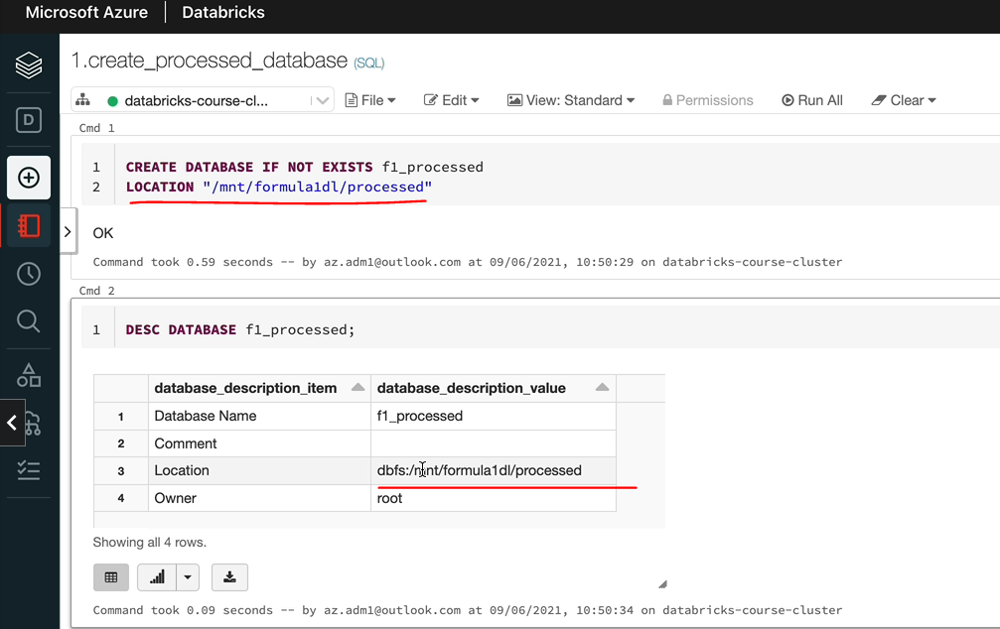 Microsoft Azure | Databricks
1.create_processed_database (SQL)
databricks-course-cl... File Edit View: Standard Permissions Run All Clear
Cmd 1
1 CREATE DATABASE IF NOT EXISTS f1_processed
2 LOCATION "/mnt/formula1dl/processed"
OK
Command took 0.59 seconds -- by az.adm1@outlook.com at 09/06/2021, 10:50:29 on databricks-course-cluster
Cmd 2
1 DESC DATABASE f1_processed;
database_description_item database_description_value
1 Database Name f1_processed
2 Comment
3 Location dbfs:/mnt/formula1dl/processed
4 Owner root
Showing all 4 rows.
Command took 0.09 seconds -- by az.adm1@outlook.com at 09/06/2021, 10:50:34 on databricks-course-cluster
D